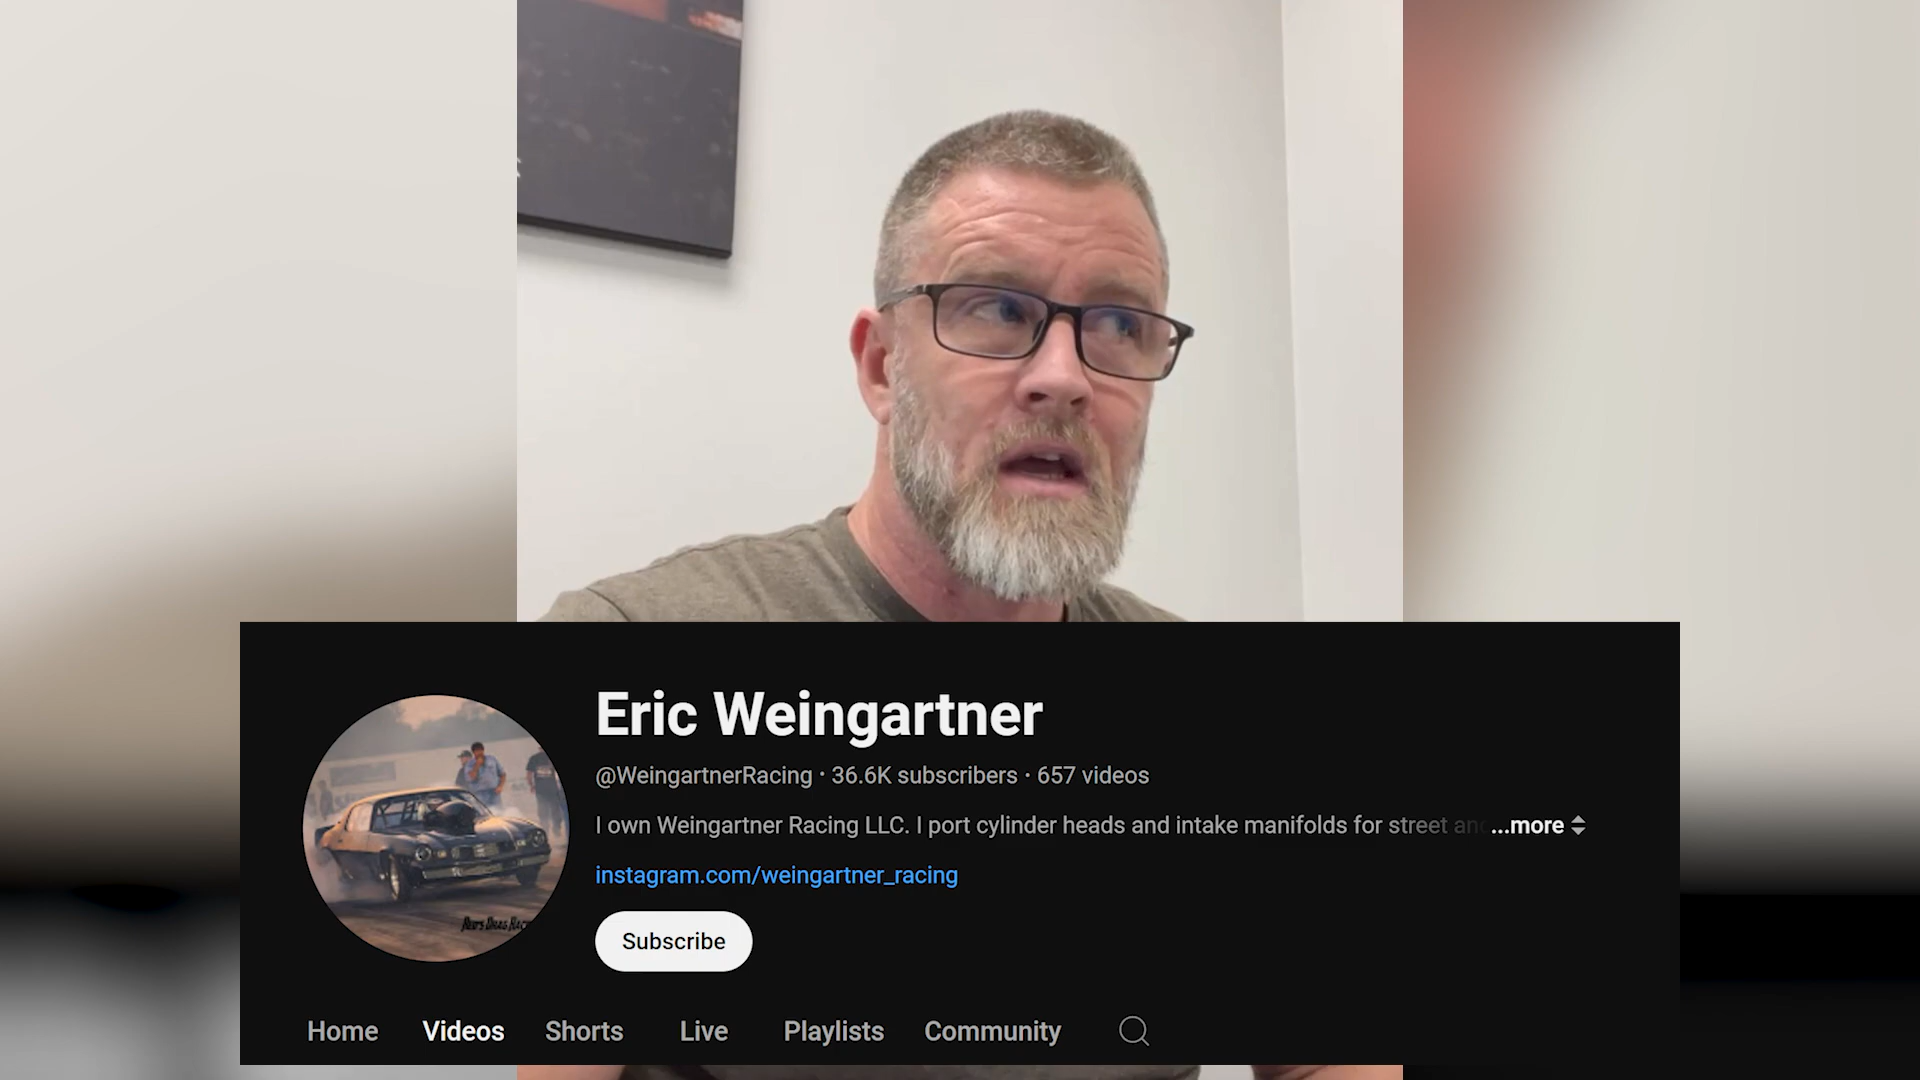 Eric Weingartner
@WeingartnerRacing · 36.6K subscribers · 657 videos
I own Weingartner Racing LLC. I port cylinder heads and intake manifolds for street and ...more
instagram.com/weingartner_racing
Subscribe
Home Videos Shorts Live Playlists Community